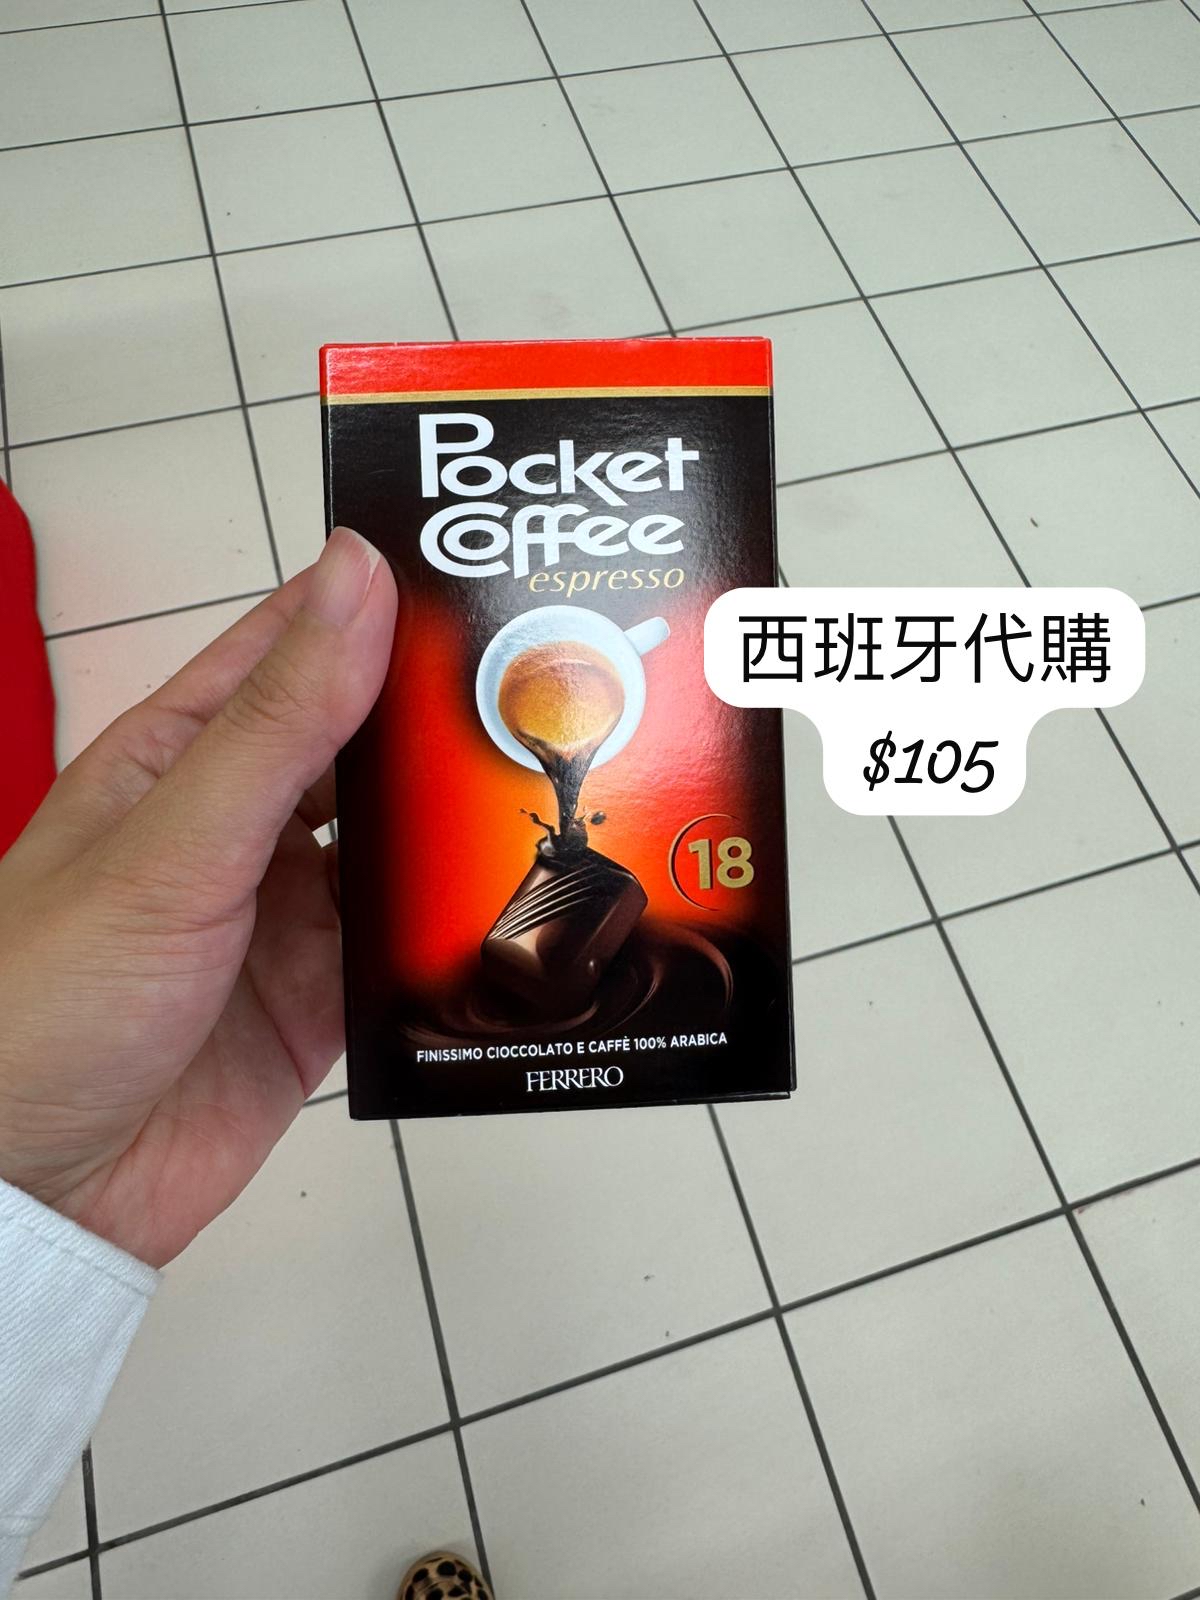 Pocket
Coffee
espresso
西班牙代購
$105
18
FINISSIMO CIOCCOLATO E CAFFÈ 100% ARABICA
FERRERO